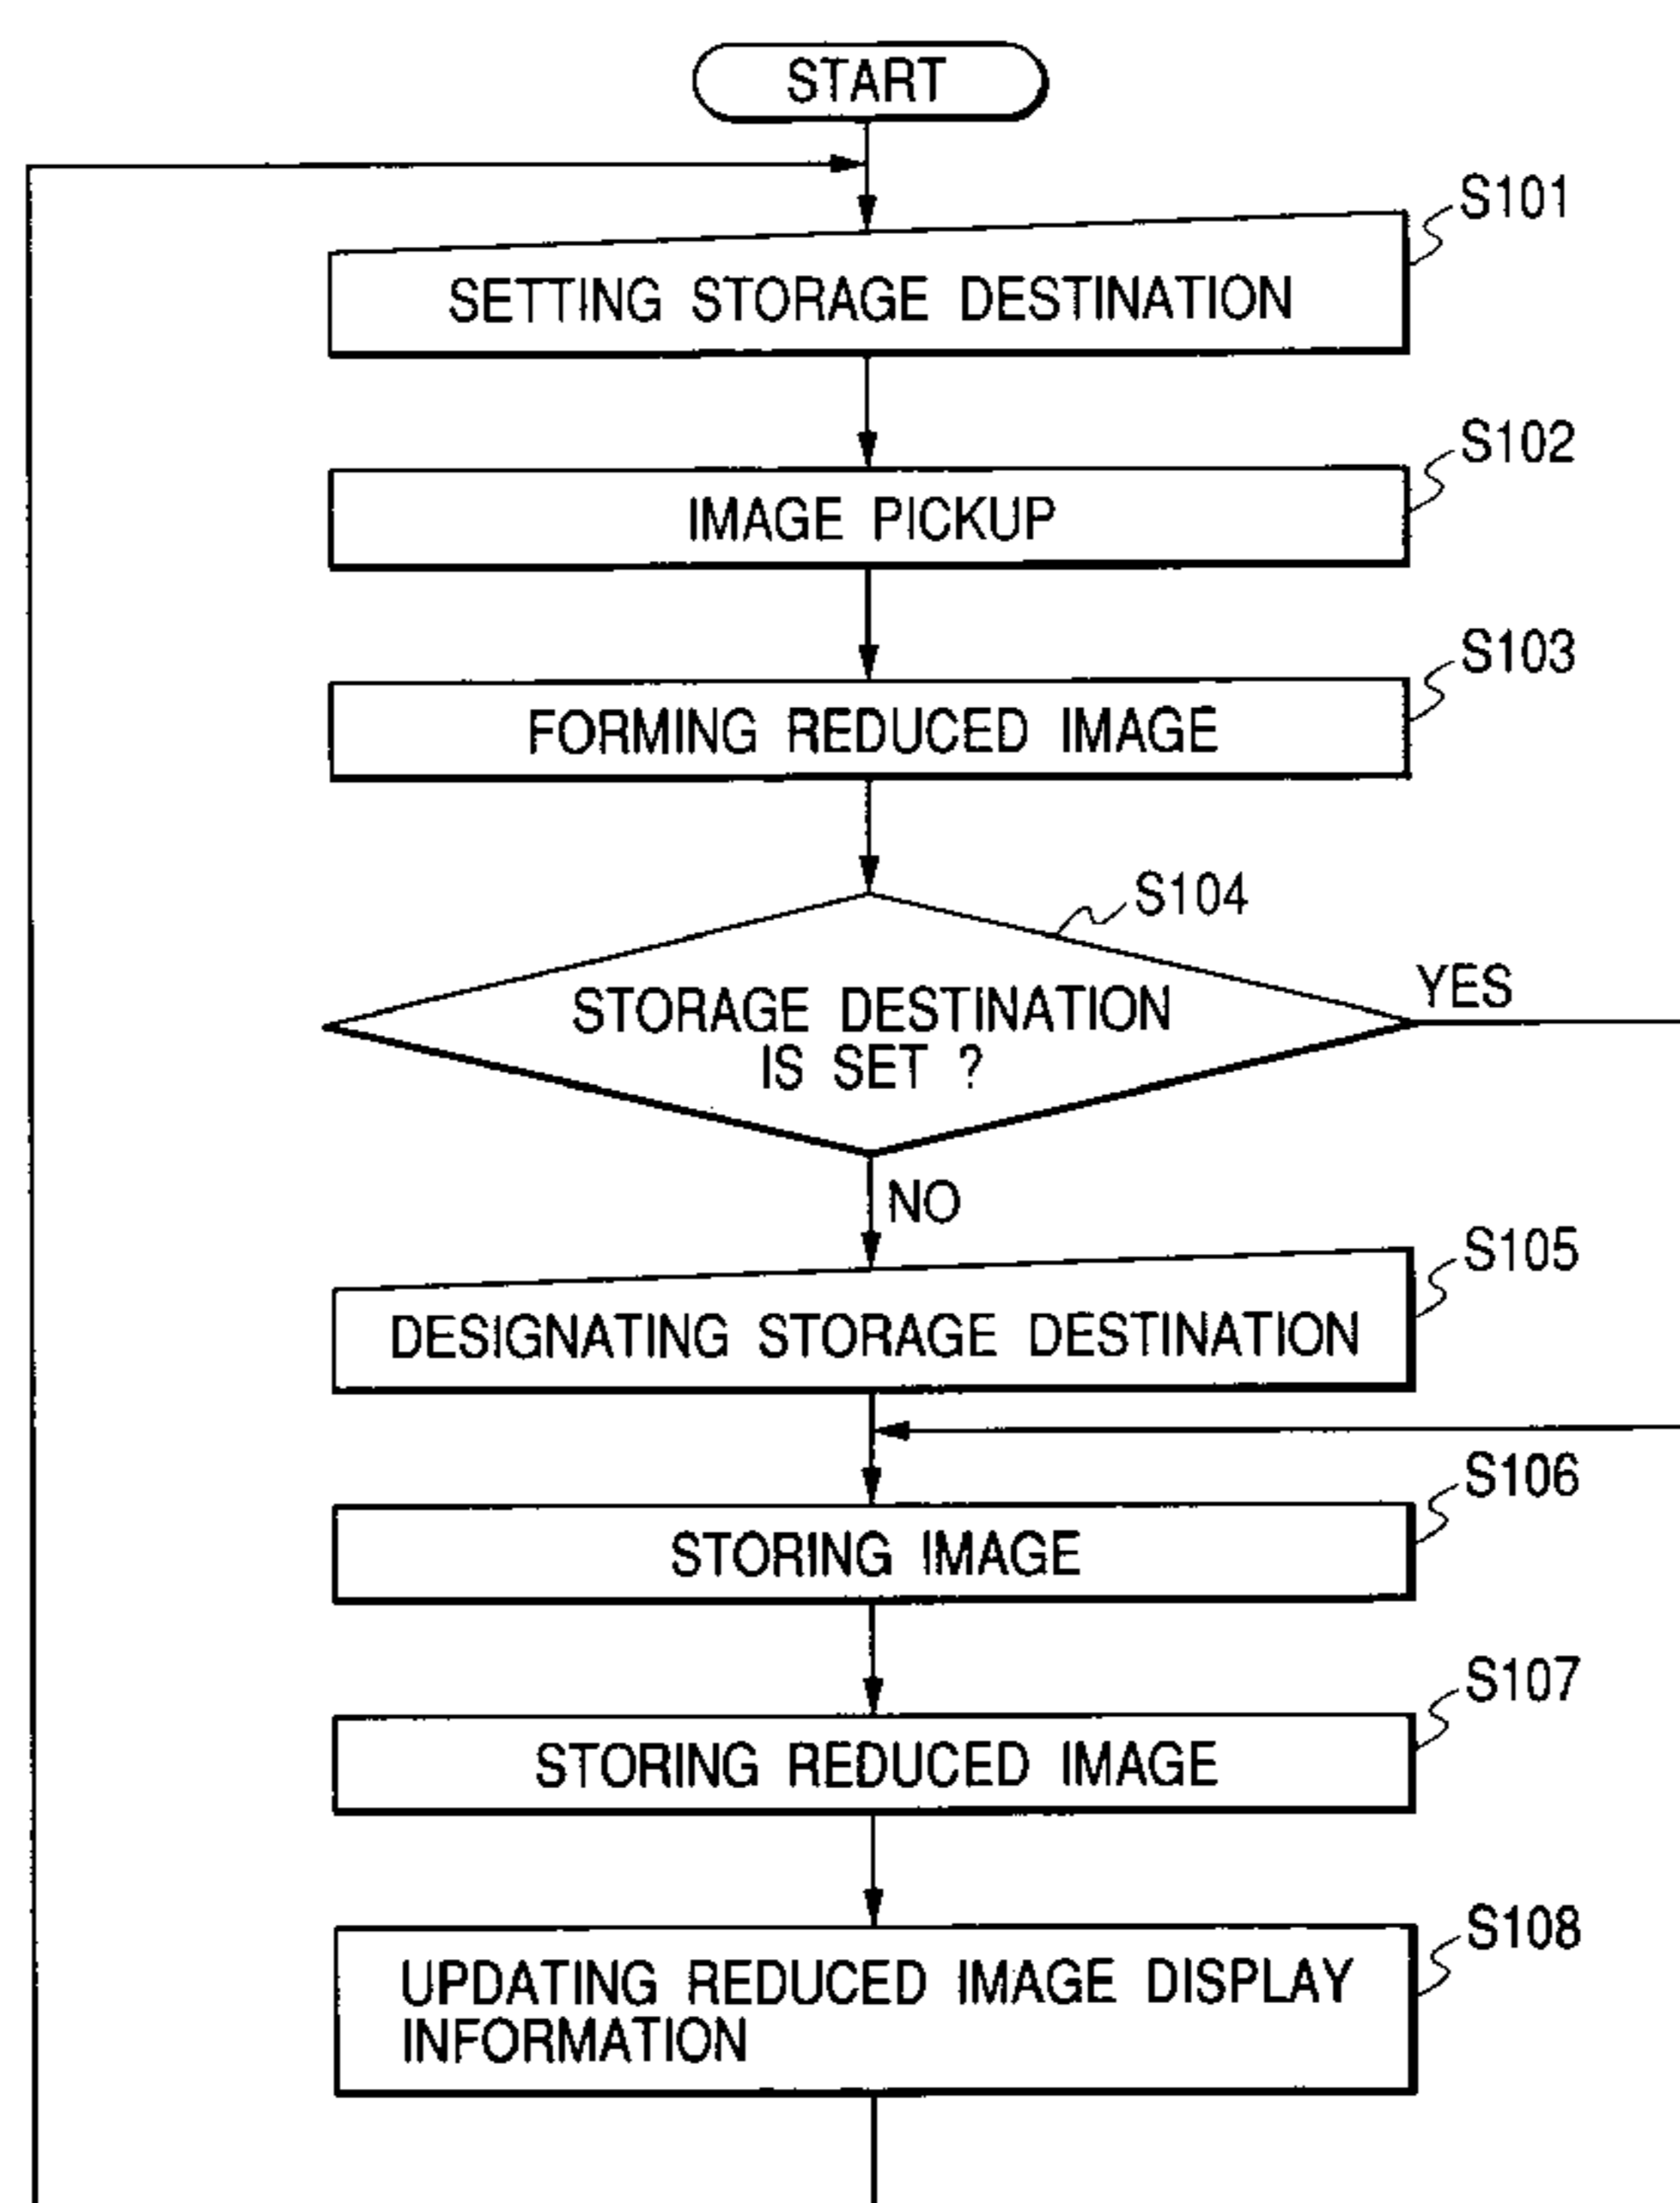 START
S101
SETTING STORAGE DESTINATION
S102
IMAGE PICKUP
S103
FORMING REDUCED IMAGE
S104
STORAGE DESTINATION
IS SET ?
YES
NO
S105
DESIGNATING STORAGE DESTINATION
S106
STORING IMAGE
S107
STORING REDUCED IMAGE
S108
UPDATING REDUCED IMAGE DISPLAY
INFORMATION